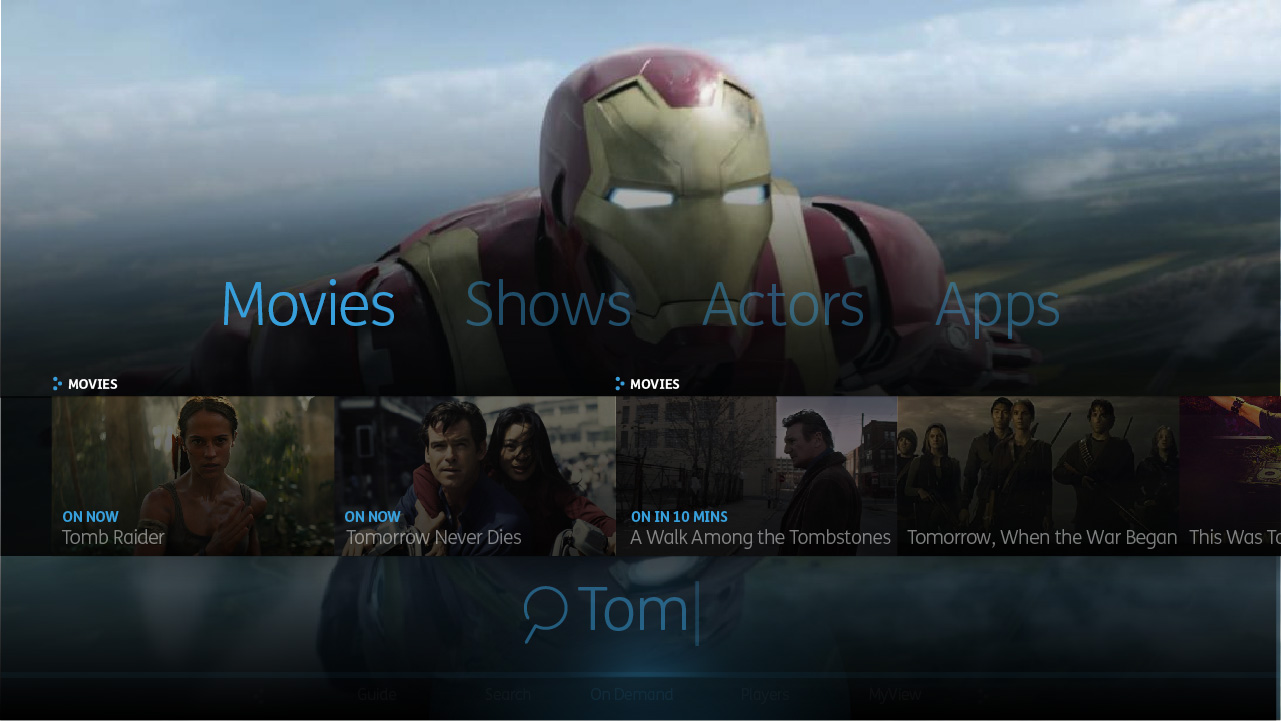 Movies Shows Actors Apps
MOVIES MOVIES
ON NOW ON NOW ON IN 10 MINS
Tomb Raider Tomorrow Never Dies A Walk Among the Tombstones Tomorrow, When the War Began This Was To
Tom
Guide Search On Demand Players MyView